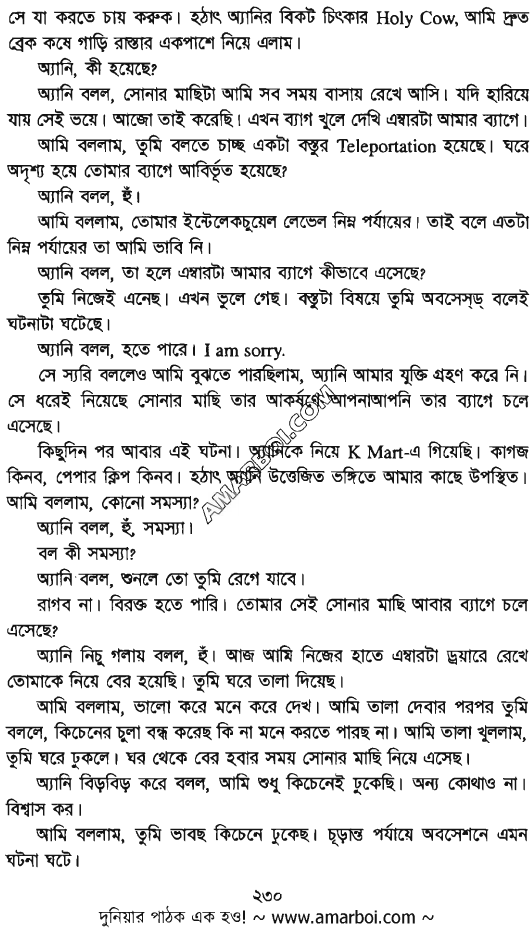 সে যা করতে চায় করুক। হঠাৎ অ্যানির বিকট চিৎকার Holy Cow, আমি দ্রুত
ব্রেক কষে গাড়ি রাস্তার একপাশে নিয়ে এলাম।
অ্যানি, কী হয়েছে?
অ্যানি বলল, সোনার মাছিটা আমি সব সময় বাসায় রেখে আসি। যদি হারিয়ে
যায় সেই ভয়ে। আজো তাই করেছি। এখন ব্যাগ খুলে দেখি এম্বারটা আমার ব্যাগে।
আমি বললাম, তুমি বলতে চাচ্ছ একটা বস্তুর Teleportation হয়েছে। ঘরে
অদৃশ্য হয়ে তোমার ব্যাগে আবির্ভূত হয়েছে?
অ্যানি বলল, হুঁ।
আমি বললাম, তোমার ইন্টেলেকচুয়েল লেভেল নিম্ন পর্যায়ের। তাই বলে এতটা
নিম্ন পর্যায়ের তা আমি ভাবি নি।
অ্যানি বলল, তা হলে এম্বারটা আমার ব্যাগে কীভাবে এসেছে?
তুমি নিজেই এনেছ। এখন ভুলে গেছ। বস্তুটা বিষয়ে তুমি অবসেস্‌ড্ বলেই
ঘটনাটা ঘটেছে।
অ্যানি বলল, হতে পারে। I am sorry.
সে স্যরি বললেও আমি বুঝতে পারছিলাম, অ্যানি আমার যুক্তি গ্রহণ করে নি।
সে ধরেই নিয়েছে সোনার মাছি তার আকর্ষণে আপনাআপনি তার ব্যাগে চলে
এসেছে।
কিছুদিন পর আবার এই ঘটনা। অ্যানিকে নিয়ে K Mart-এ গিয়েছি। কাগজ
কিনব, পেপার ক্লিপ কিনব। হঠাৎ অ্যানি উত্তেজিত ভঙ্গিতে আমার কাছে উপস্থিত।
আমি বললাম, কোনো সমস্যা?
অ্যানি বলল, হুঁ, সমস্যা।
বল কী সমস্যা?
অ্যানি বলল, শুনলে তো তুমি রেগে যাবে।
রাগব না। বিরক্ত হতে পারি। তোমার সেই সোনার মাছি আবার ব্যাগে চলে
এসেছে?
অ্যানি নিচু গলায় বলল, হুঁ। আজ আমি নিজের হাতে এম্বারটা ড্রয়ারে রেখে
তোমাকে নিয়ে বের হয়েছি। তুমি ঘরে তালা দিয়েছ।
আমি বললাম, ভালো করে মনে করে দেখ। আমি তালা দেবার পরপর তুমি
বললে, কিচেনের চুলা বন্ধ করেছ কি না মনে করতে পারছ না। আমি তালা খুললাম,
তুমি ঘরে ঢুকলে। ঘর থেকে বের হবার সময় সোনার মাছি নিয়ে এসেছ।
অ্যানি বিড়বিড় করে বলল, আমি শুধু কিচেনেই ঢুকেছি। অন্য কোথাও না।
বিশ্বাস কর।
আমি বললাম, তুমি ভাবছ কিচেনে ঢুকেছ। চূড়ান্ত পর্যায়ে অবসেশনে এমন
ঘটনা ঘটে।
AMARBOI.COM
২৩০
দুনিয়ার পাঠক এক হও! ~ www.amarboi.com ~